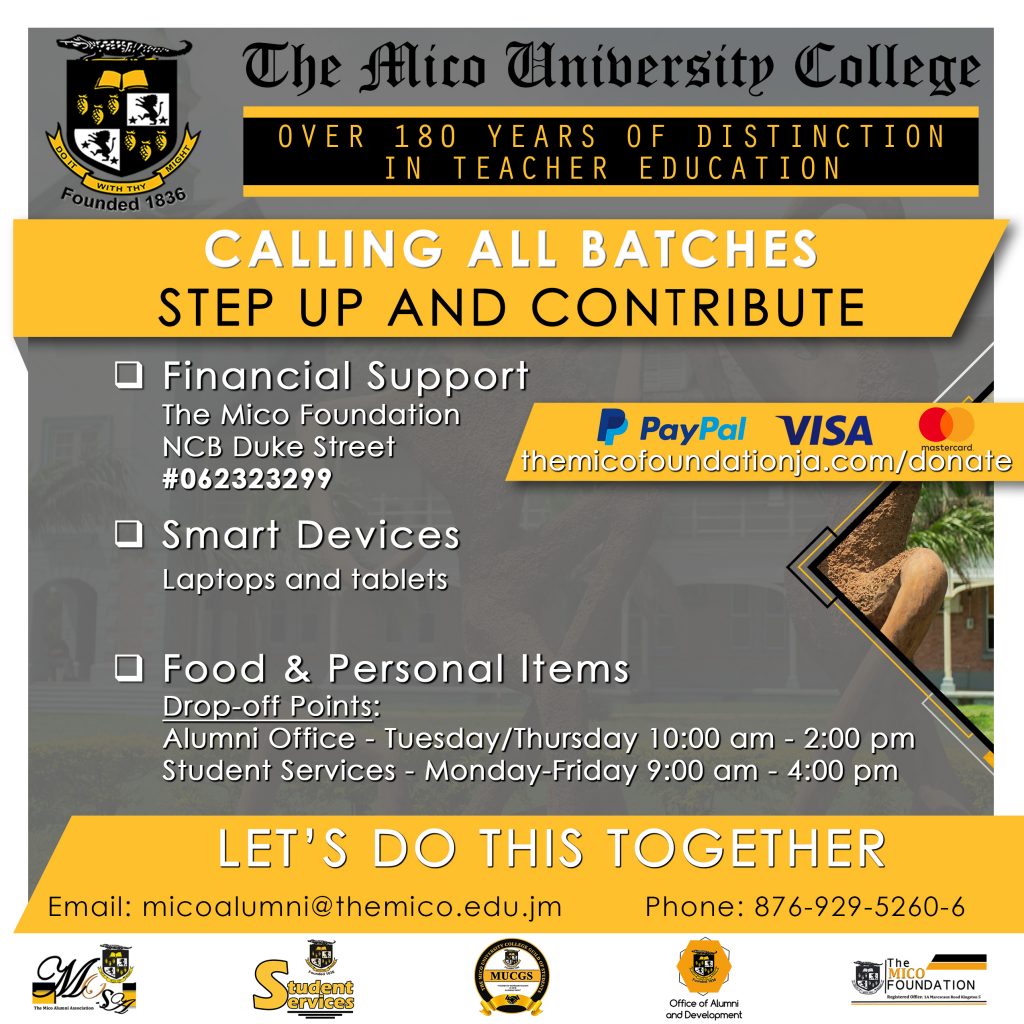 The Mico University College
OVER 180 YEARS OF DISTINCTION
IN TEACHER EDUCATION
DO IT WITH THY MIGHT
Founded 1836
CALLING ALL BATCHES
STEP UP AND CONTRIBUTE
❑ Financial Support
The Mico Foundation
NCB Duke Street
#062323299
PayPal VISA mastercard
themicofoundationja.com/donate
❑ Smart Devices
Laptops and tablets
❑ Food & Personal Items
Drop-off Points:
Alumni Office - Tuesday/Thursday 10:00 am - 2:00 pm
Student Services - Monday-Friday 9:00 am - 4:00 pm
LET'S DO THIS TOGETHER
Email: micoalumni@themico.edu.jm
Phone: 876-929-5260-6
The Mico Alumni Association
Student
Services
MUCGS
Office of Alumni
and Development
The
MICO
FOUNDATION